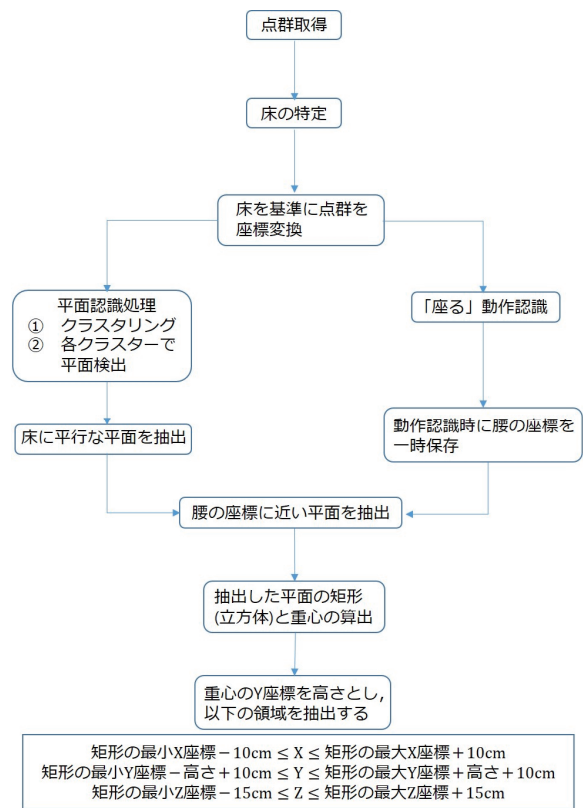 点群取得
床の特定
床を基準に点群を
座標変換
平面認識処理
① クラスタリング
② 各クラスターで
平面検出
「座る」動作認識
床に平行な平面を抽出
動作認識時に腰の座標を
一時保存
腰の座標に近い平面を抽出
抽出した平面の矩形
(立方体)と重心の算出
重心のY座標を高さとし,
以下の領域を抽出する
矩形の最小X座標−10cm ≤ X ≤ 矩形の最大X座標+10cm
矩形の最小Y座標−高さ+10cm ≤ Y ≤ 矩形の最大Y座標+高さ+10cm
矩形の最小Z座標−15cm ≤ Z ≤ 矩形の最大Z座標+15cm